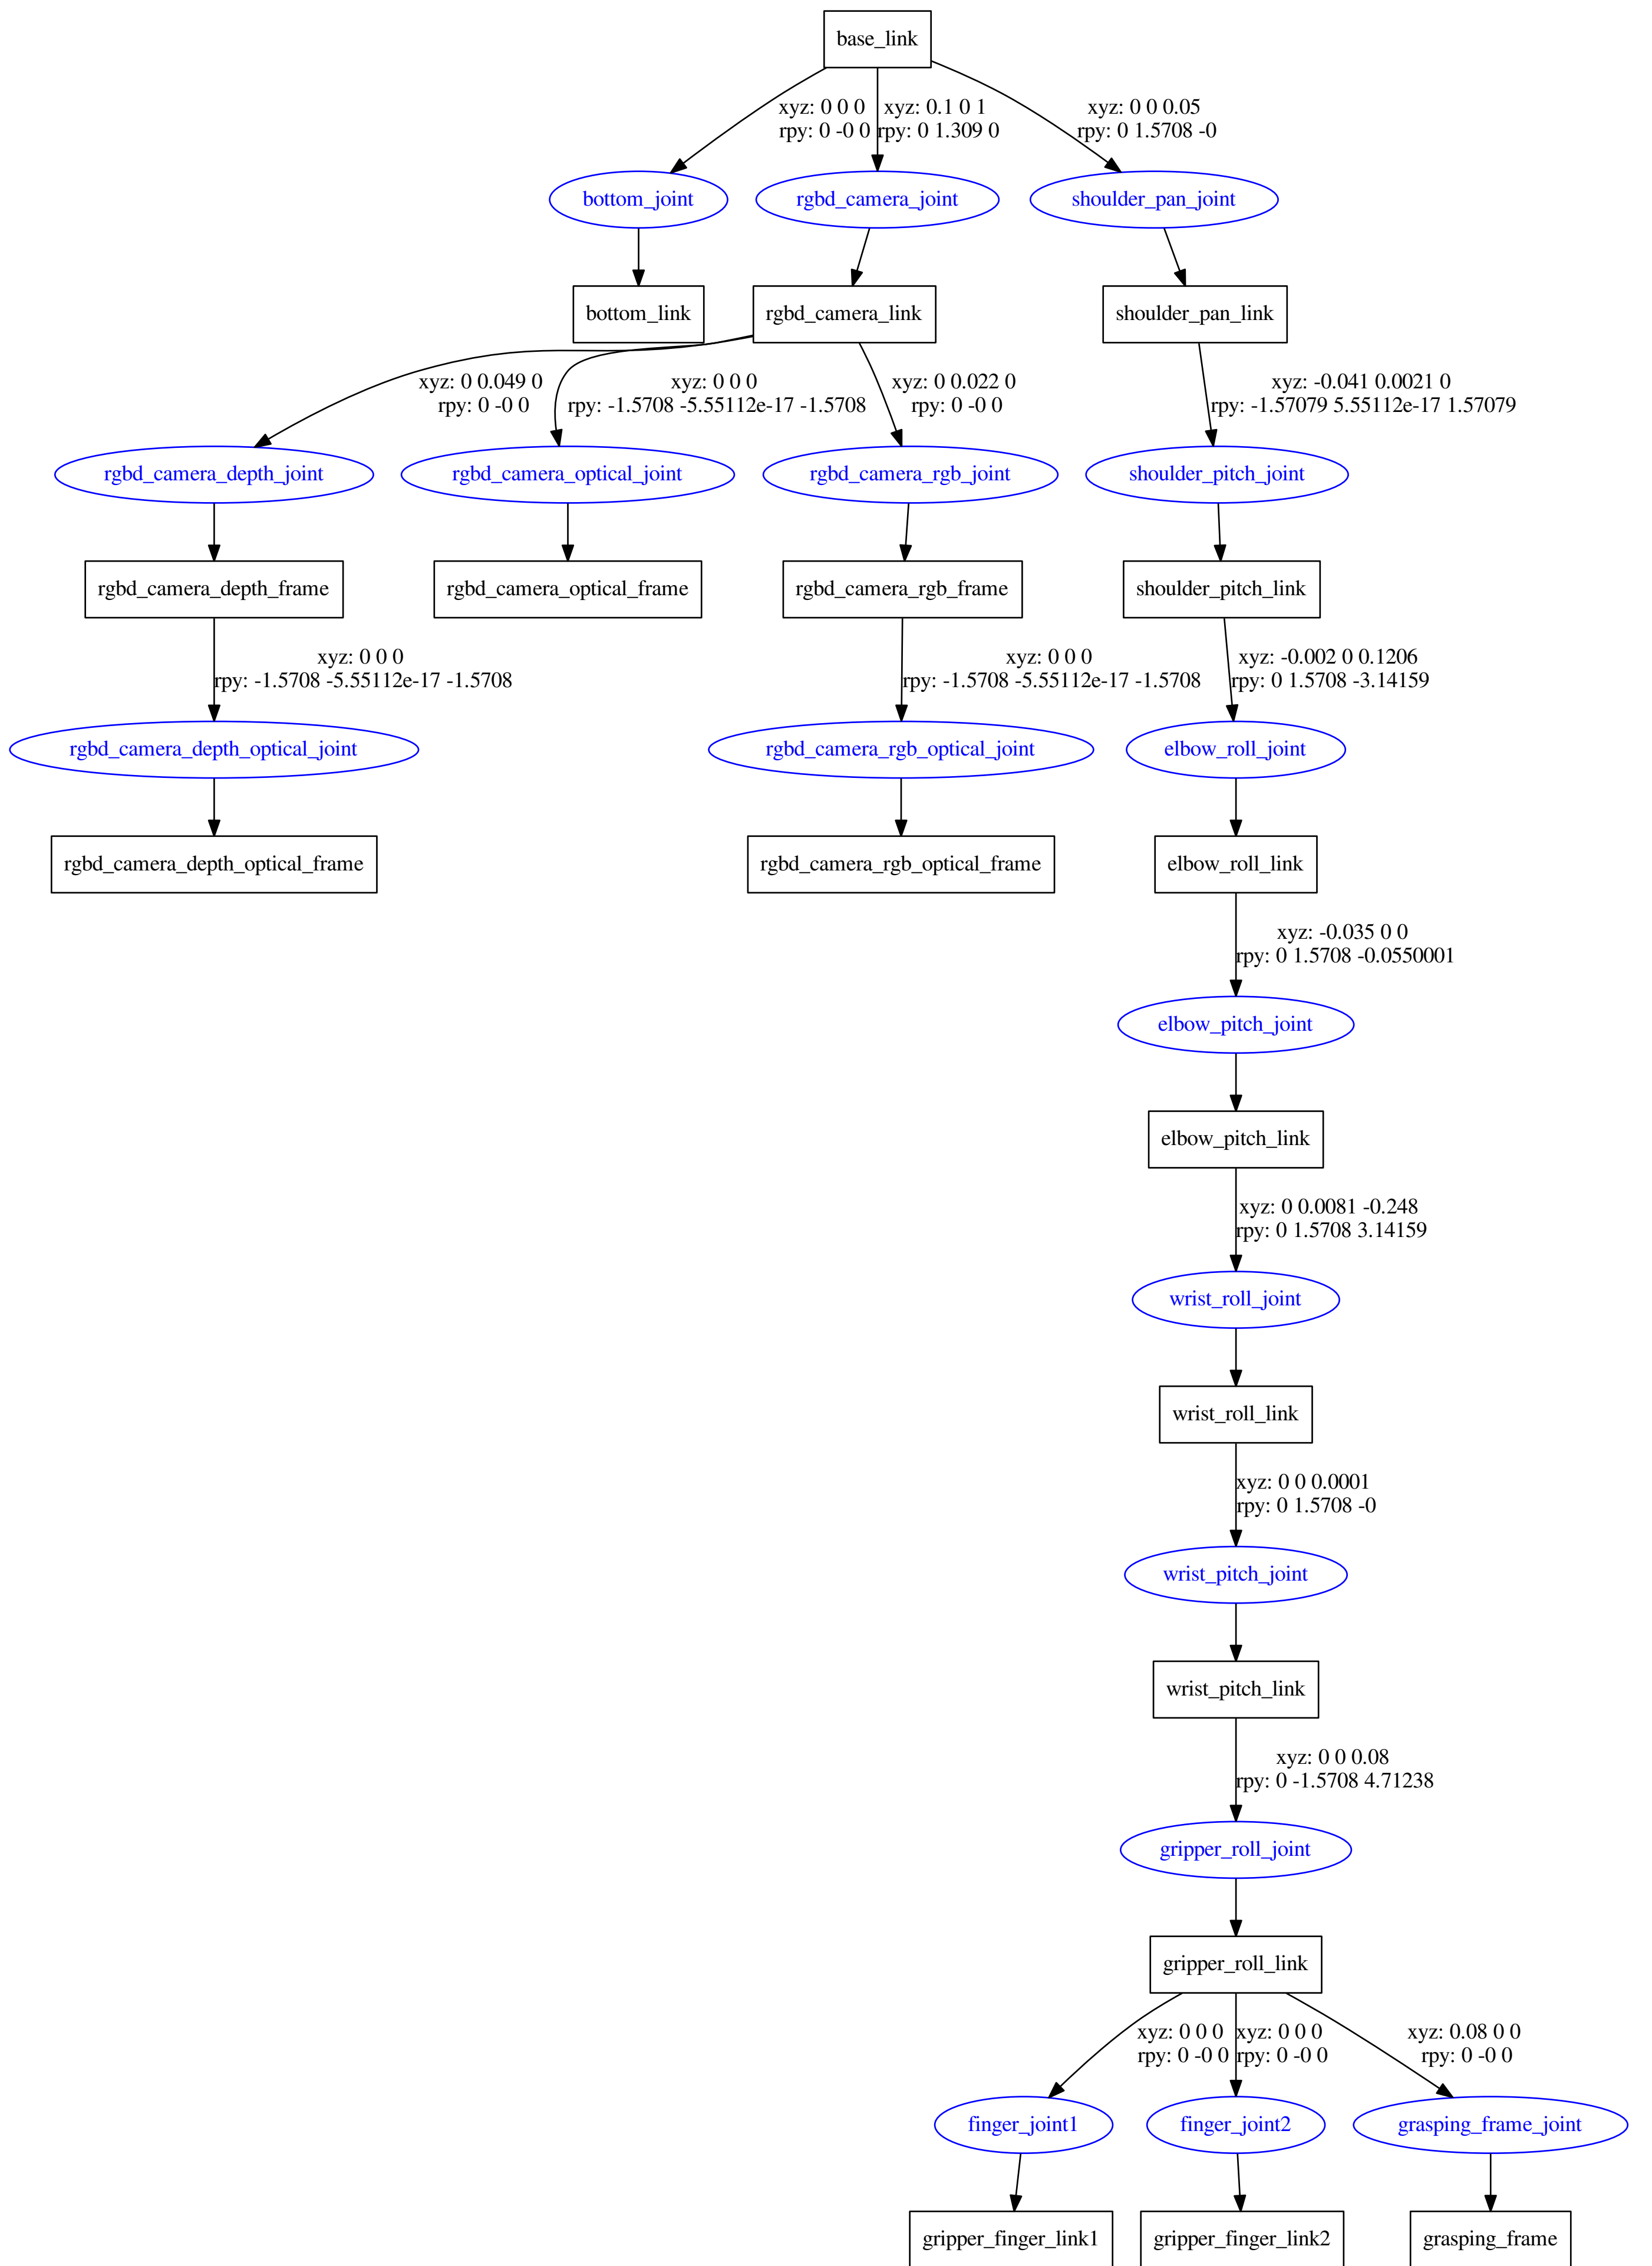 base_link
xyz: 0 0 0
rpy: 0 -0 0
xyz: 0.1 0 1
rpy: 0 1.309 0
xyz: 0 0 0.05
rpy: 0 1.5708 -0
bottom_joint
rgbd_camera_joint
shoulder_pan_joint
bottom_link
rgbd_camera_link
shoulder_pan_link
xyz: 0 0.049 0
rpy: 0 -0 0
xyz: 0 0 0
rpy: -1.5708 -5.55112e-17 -1.5708
xyz: 0 0.022 0
rpy: 0 -0 0
xyz: -0.041 0.0021 0
rpy: -1.57079 5.55112e-17 1.57079
rgbd_camera_depth_joint
rgbd_camera_optical_joint
rgbd_camera_rgb_joint
shoulder_pitch_joint
rgbd_camera_depth_frame
rgbd_camera_optical_frame
rgbd_camera_rgb_frame
shoulder_pitch_link
xyz: 0 0 0
rpy: -1.5708 -5.55112e-17 -1.5708
xyz: 0 0 0
rpy: -1.5708 -5.55112e-17 -1.5708
xyz: -0.002 0 0.1206
rpy: 0 1.5708 -3.14159
rgbd_camera_depth_optical_joint
rgbd_camera_rgb_optical_joint
elbow_roll_joint
rgbd_camera_depth_optical_frame
rgbd_camera_rgb_optical_frame
elbow_roll_link
xyz: -0.035 0 0
rpy: 0 1.5708 -0.0550001
elbow_pitch_joint
elbow_pitch_link
xyz: 0 0.0081 -0.248
rpy: 0 1.5708 3.14159
wrist_roll_joint
wrist_roll_link
xyz: 0 0 0.0001
rpy: 0 1.5708 -0
wrist_pitch_joint
wrist_pitch_link
xyz: 0 0 0.08
rpy: 0 -1.5708 4.71238
gripper_roll_joint
gripper_roll_link
xyz: 0 0 0
rpy: 0 -0 0
xyz: 0 0 0
rpy: 0 -0 0
xyz: 0.08 0 0
rpy: 0 -0 0
finger_joint1
finger_joint2
grasping_frame_joint
gripper_finger_link1
gripper_finger_link2
grasping_frame